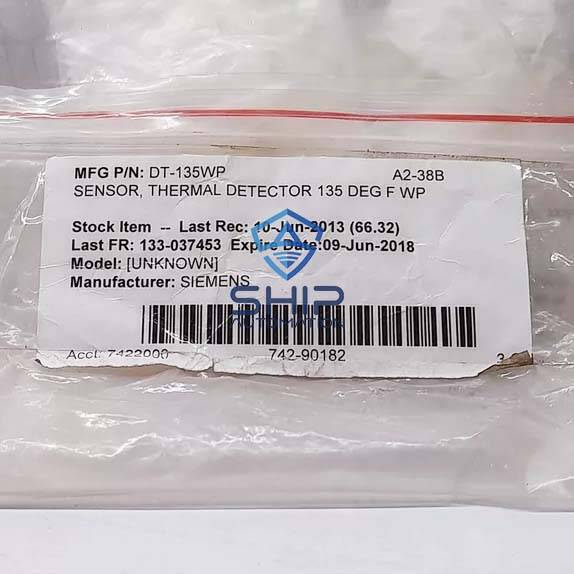 MFG P/N: DT-135WP A2-38B
SENSOR, THERMAL DETECTOR 135 DEG F WP
Stock Item -- Last Rec: 10-Jun-2013 (66.32)
Last FR: 133-037453 Expire Date:09-Jun-2018
Model: [UNKNOWN]
Manufacturer: SIEMENS
SHIP
AUTOMATION
Acct: 7422000 742-90182 3